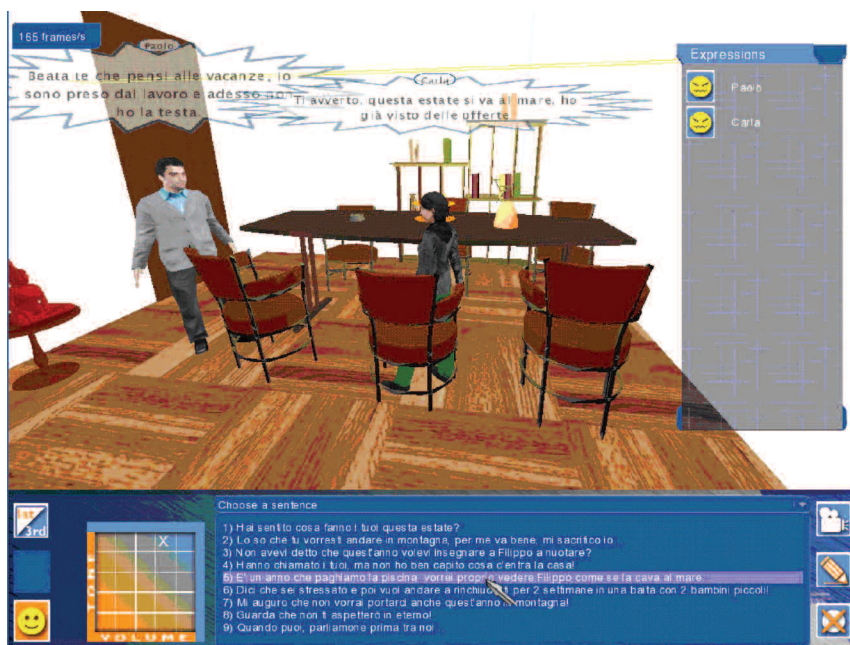 165 frames/s
Paolo
Beata te che pensi alle vacanze, io
sono preso dal lavoro e adesso non
ho la testa.
Carla
Ti avverto, questa estate si va al mare, ho
già visto delle offerte
Expressions
Paolo
Carla
1st
3rd
TONE
VOLUME
X
Choose a sentence
1) Hai sentito cosa fanno i tuoi questa estate?
2) Lo so che tu vorresti andare in montagna, per me va bene, mi sacrifico io.
3) Non avevi detto che quest'anno volevi insegnare a Filippo a nuotare?
4) Hanno chiamato i tuoi, ma non ho ben capito cosa c'entra la casa!
5) E' un anno che paghiamo la piscina vorrei proprio vedere Filippo come se la cava al mare.
6) Dici che sei stressato e poi vuoi andare a rinchiuderti per 2 settimane in una baita con 2 bambini piccoli!
7) Mi auguro che non vorrai portarci anche quest'anno in montagna!
8) Guarda che non ti aspetterò in eterno!
9) Quando puoi, parliamone prima tra noi